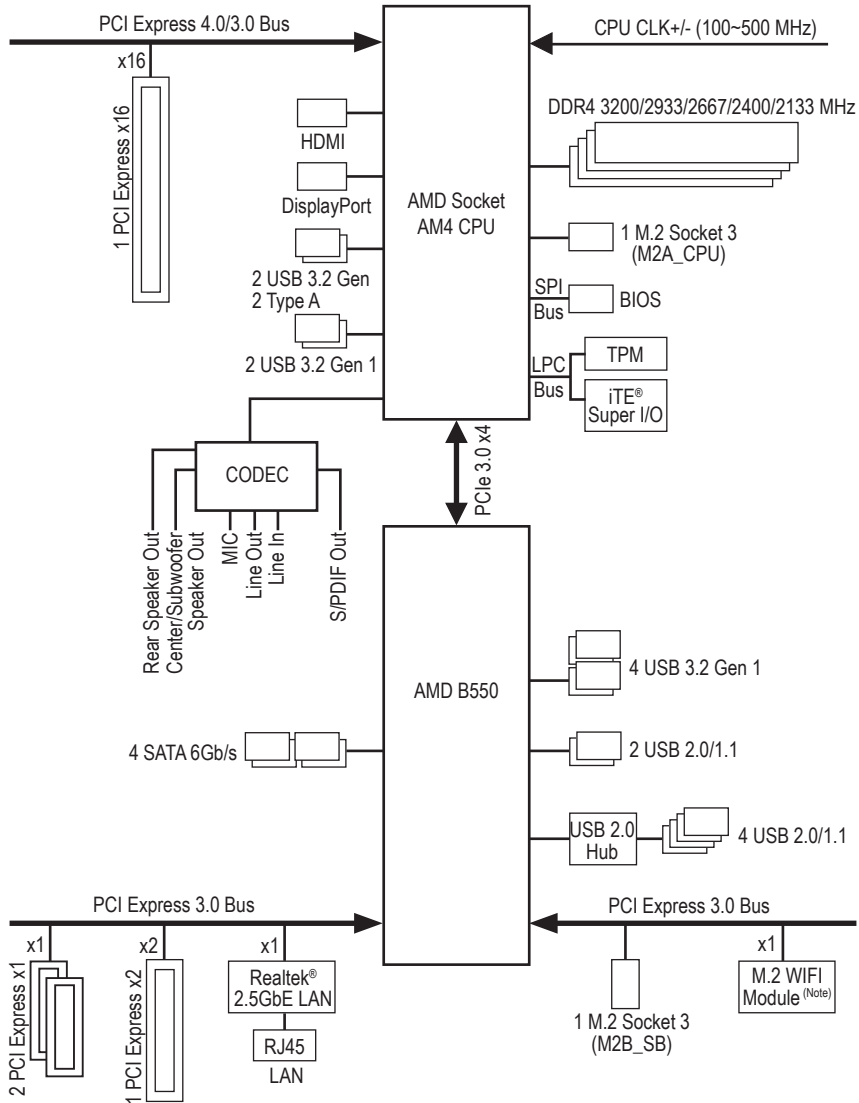 PCI Express 4.0/3.0 Bus
CPU CLK+/- (100~500 MHz)
x16
1 PCI Express x16
DDR4 3200/2933/2667/2400/2133 MHz
HDMI
DisplayPort
AMD Socket
AM4 CPU
1 M.2 Socket 3
(M2A_CPU)
2 USB 3.2 Gen
2 Type A
SPI
Bus
BIOS
2 USB 3.2 Gen 1
LPC
Bus
TPM
iTE®
Super I/O
PCIe 3.0 x4
CODEC
Rear Speaker Out
Center/Subwoofer
Speaker Out
MIC
Line Out
Line In
S/PDIF Out
AMD B550
4 USB 3.2 Gen 1
4 SATA 6Gb/s
2 USB 2.0/1.1
USB 2.0
Hub
4 USB 2.0/1.1
PCI Express 3.0 Bus
PCI Express 3.0 Bus
x1
2 PCI Express x1
x2
1 PCI Express x2
x1
Realtek®
2.5GbE LAN
RJ45
LAN
1 M.2 Socket 3
(M2B_SB)
x1
M.2 WIFI
Module (Note)